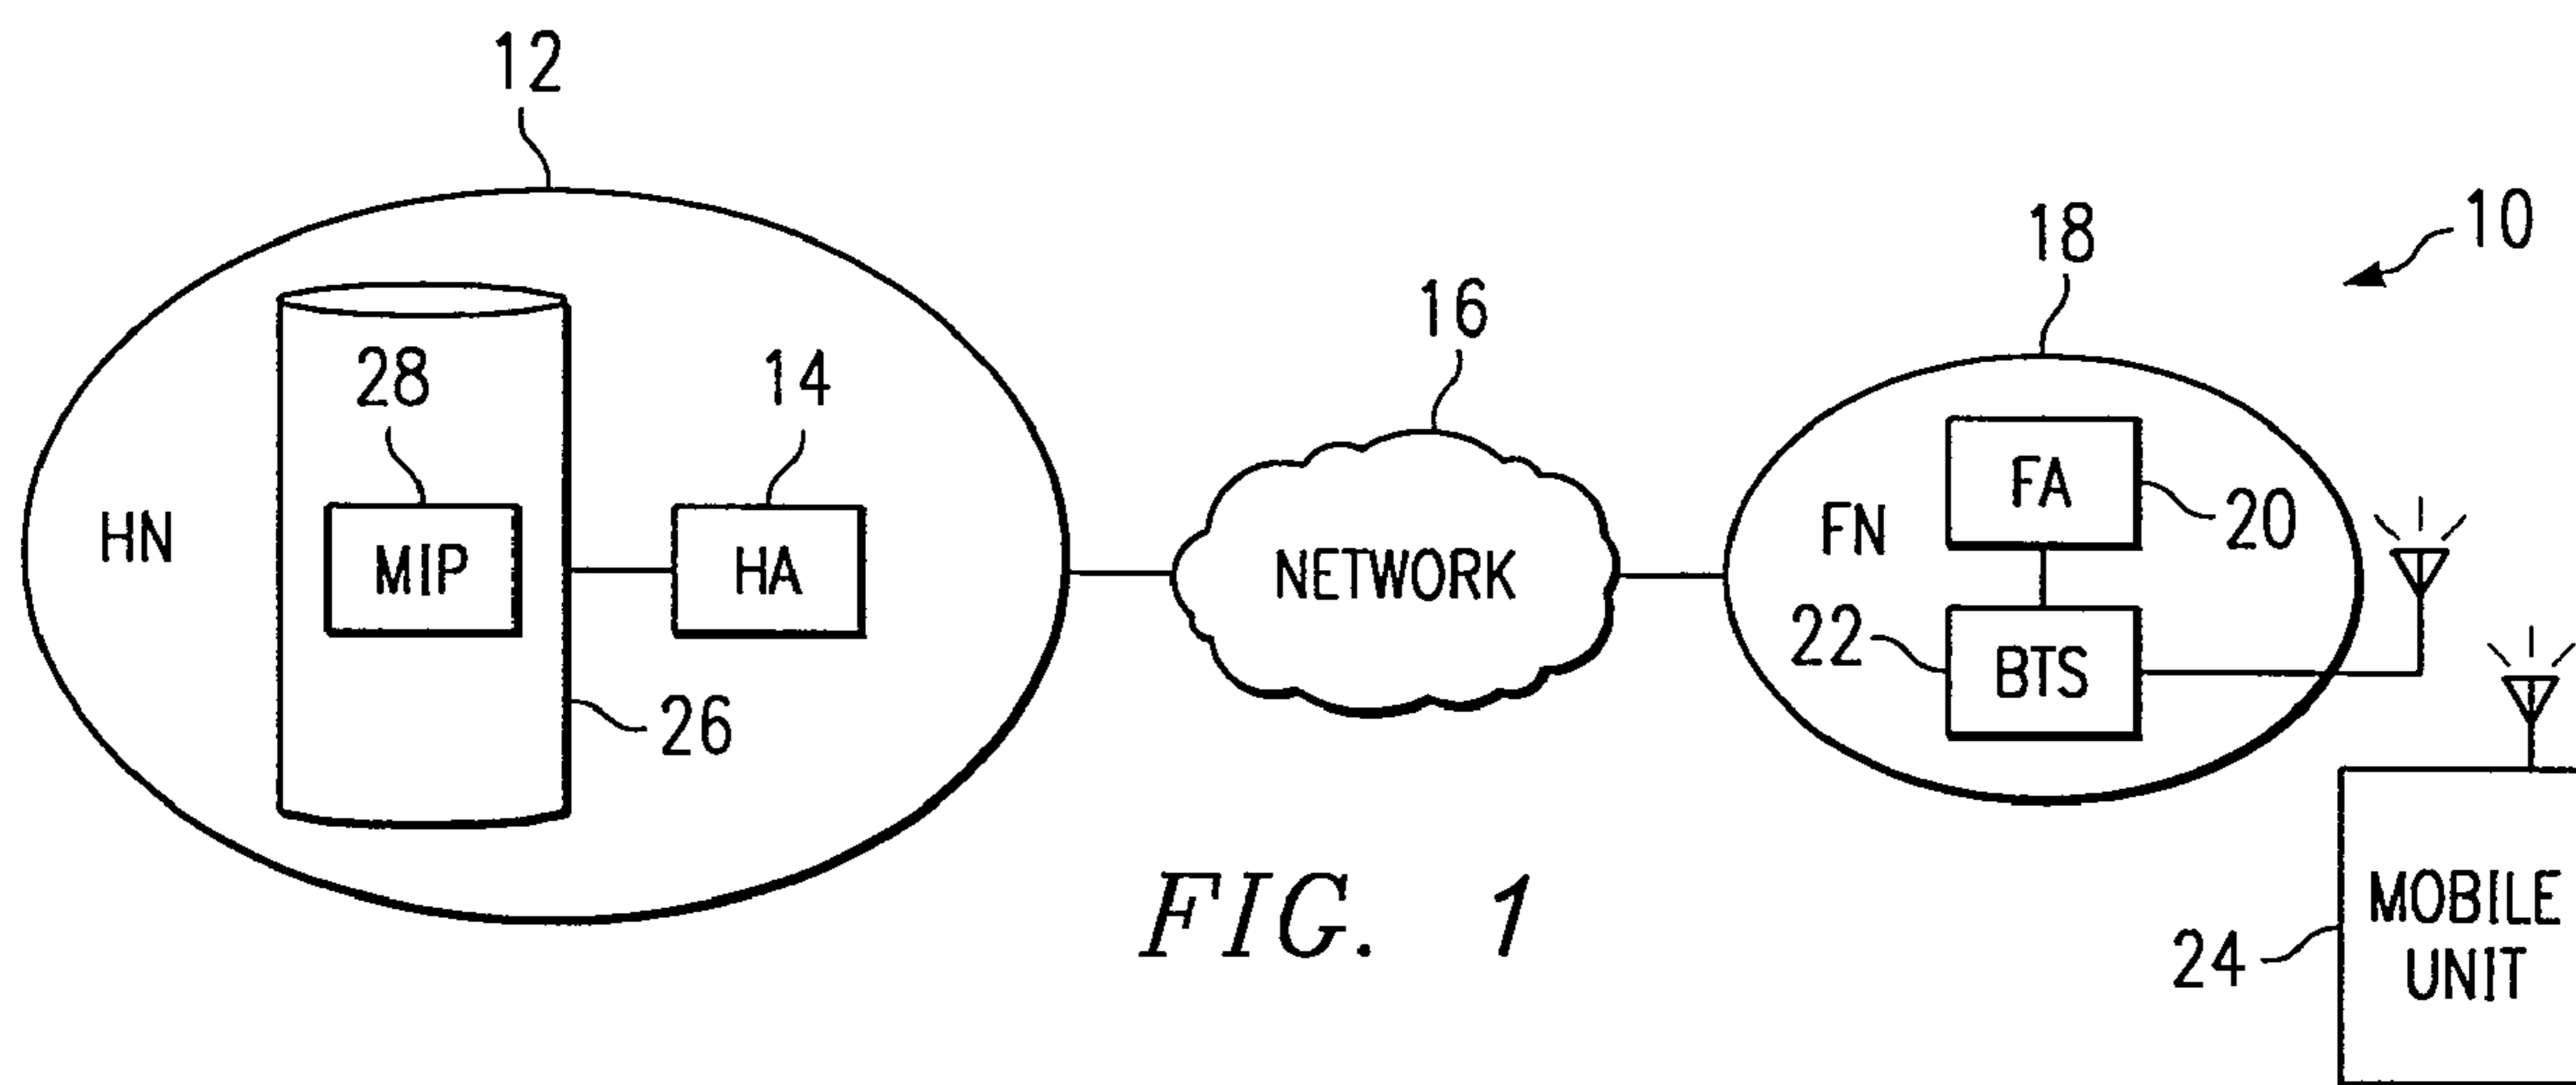 12
18
10
16
28
14
HN
MIP
HA
NETWORK
FN
FA
20
22
BTS
26
FIG. 1
24
MOBILE
UNIT